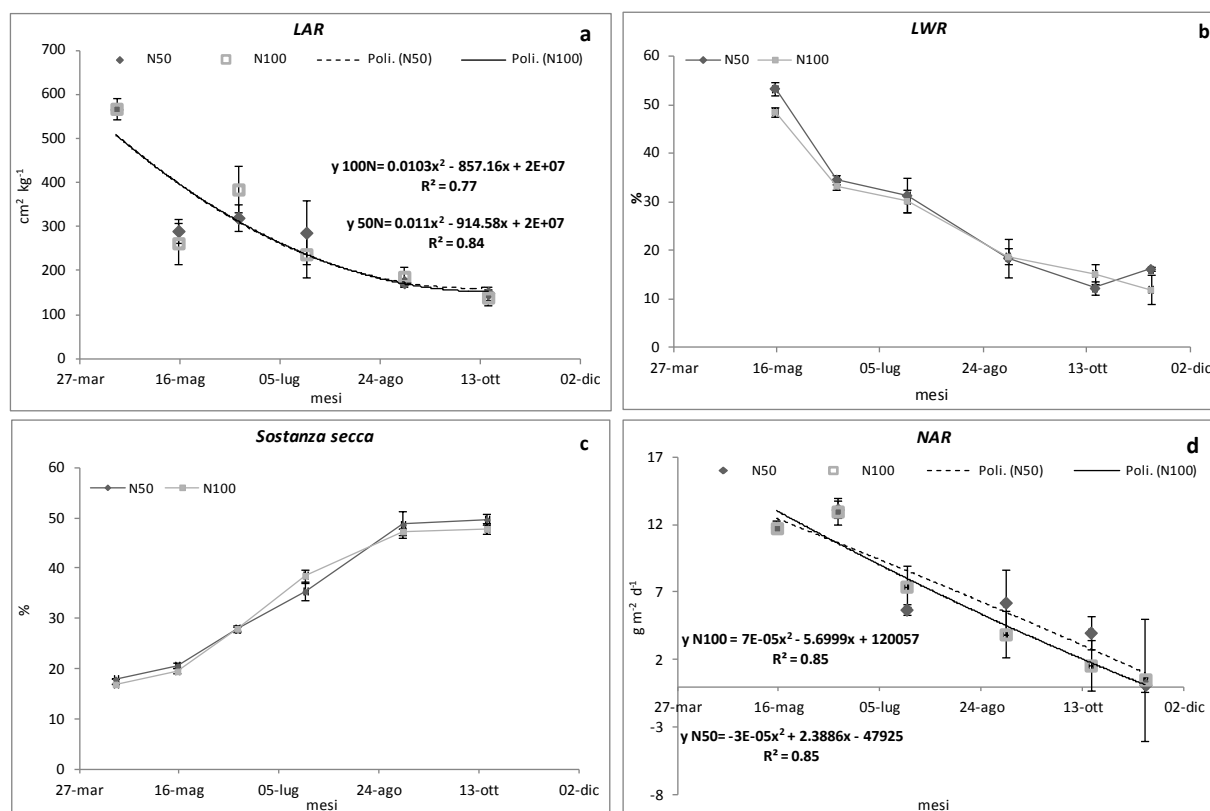 LAR
a
N50 N100 Poli. (N50) Poli. (N100)
700
600
500
400
300
200
100
0
cm² kg⁻¹
y 100N= 0.0103x² - 857.16x + 2E+07
R² = 0.77
y 50N= 0.011x² - 914.58x + 2E+07
R² = 0.84
27-mar 16-mag 05-lug 24-ago 13-ott 02-dic
mesi
LWR
b
N50 N100
60
50
40
30
20
10
0
%
27-mar 16-mag 05-lug 24-ago 13-ott 02-dic
mesi
Sostanza secca
c
N50 N100
60
50
40
30
20
10
0
%
27-mar 16-mag 05-lug 24-ago 13-ott 02-dic
mesi
NAR
d
N50 N100 Poli. (N50) Poli. (N100)
17
12
7
2
-3
-8
g m⁻² d⁻¹
y N100 = 7E-05x² - 5.6999x + 120057
R² = 0.85
27-mar 16-mag 05-lug 24-ago 13-ott 02-dic
y N50= -3E-05x² + 2.3886x - 47925
R² = 0.85
mesi